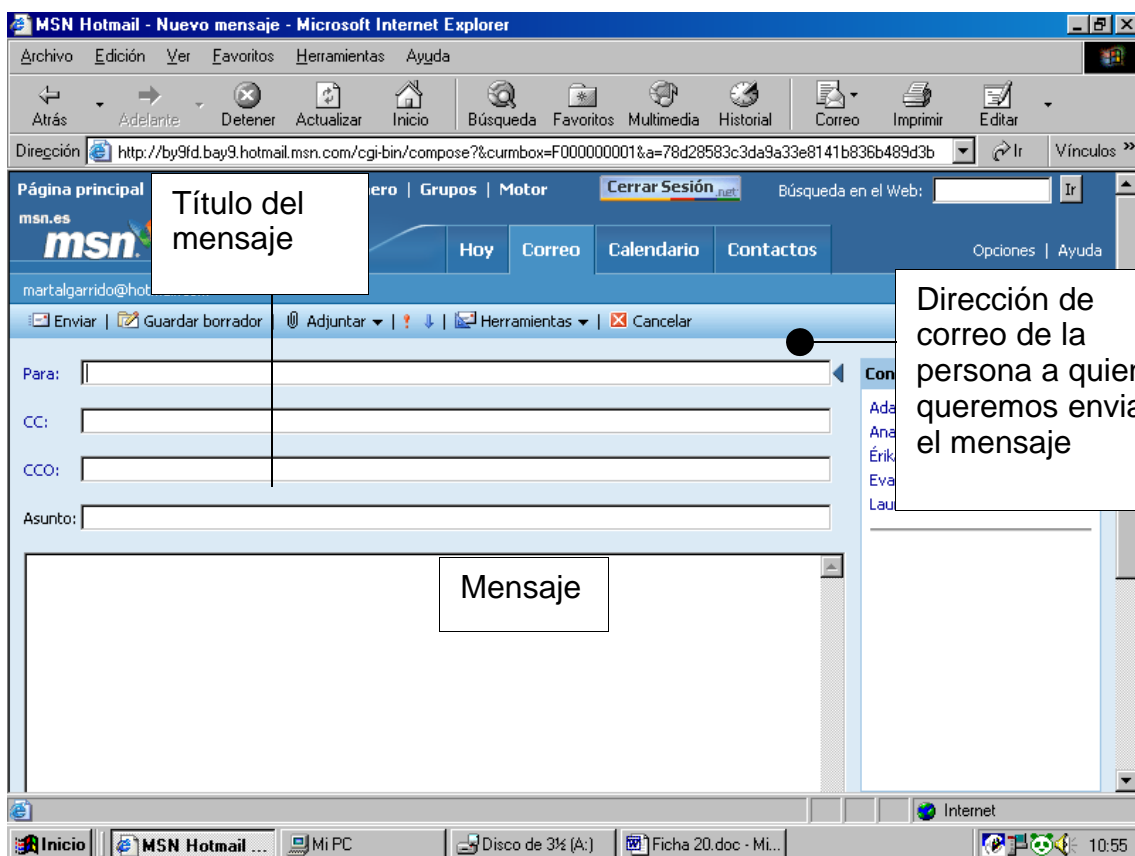 MSN Hotmail - Nuevo mensaje - Microsoft Internet Explorer
Archivo Edición Ver Favoritos Herramientas Ayuda
Atrás Adelante Detener Actualizar Inicio Búsqueda Favoritos Multimedia Historial Correo Imprimir Editar
Dirección http://by9fd.bay9.hotmail.msn.com/cgi-bin/compose?&curmbox=F000000001&a=78d28583c3da9a33e8141b836b489d3b Ir Vínculos »
Página principal | Grupos | Motor Cerrar Sesión .net Búsqueda en el Web: Ir
Título del
mensaje
msn.es
msn
Hoy Correo Calendario Contactos Opciones | Ayuda
Enviar | Guardar borrador | Adjuntar | ! | Herramientas | Cancelar
Dirección de
correo de la
persona a
queremos
el mensaje
Para:
CC:
CCO:
Asunto:
Mensaje
Internet
Inicio MSN Hotmail ... Mi PC Disco de 3½ (A:) Ficha 20.doc - Mi... 10:55